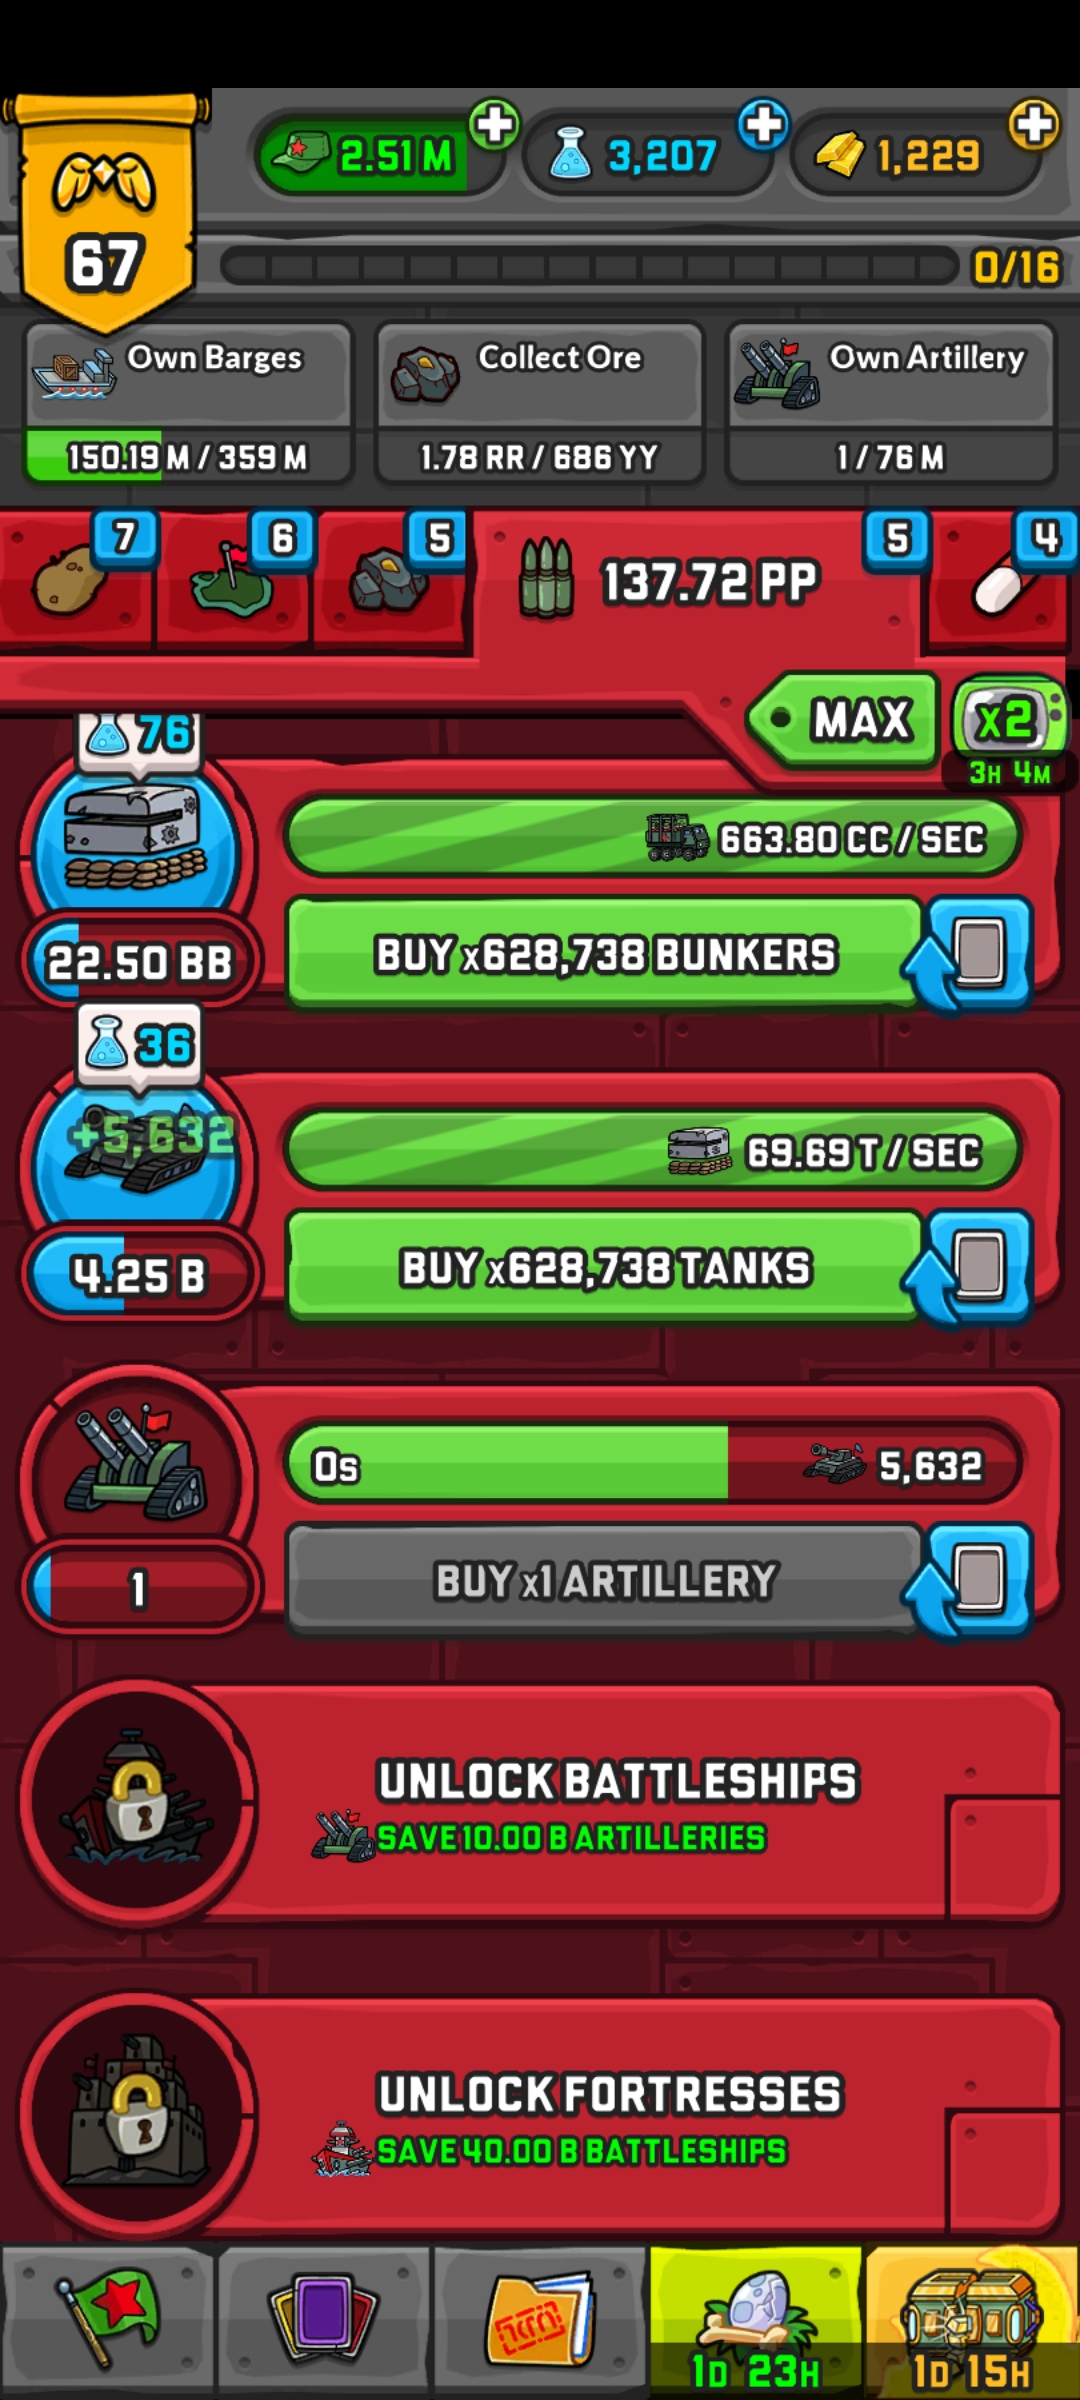 2.51 M
3,207
1,229
67
0/16
Own Barges
Collect Ore
Own Artillery
150.19 M / 359 M
1.78 RR / 686 YY
1 / 76 M
7
6
5
137.72 PP
5
4
MAX
x2
3H 4M
76
663.80 CC / SEC
22.50 BB
BUY x628,738 BUNKERS
36
+5,632
69.69 T / SEC
4.25 B
BUY x628,738 TANKS
0s
5,632
1
BUY x1 ARTILLERY
UNLOCK BATTLESHIPS
SAVE 10.00 B ARTILLERIES
UNLOCK FORTRESSES
SAVE 40.00 B BATTLESHIPS
1D 23H
1D 15H